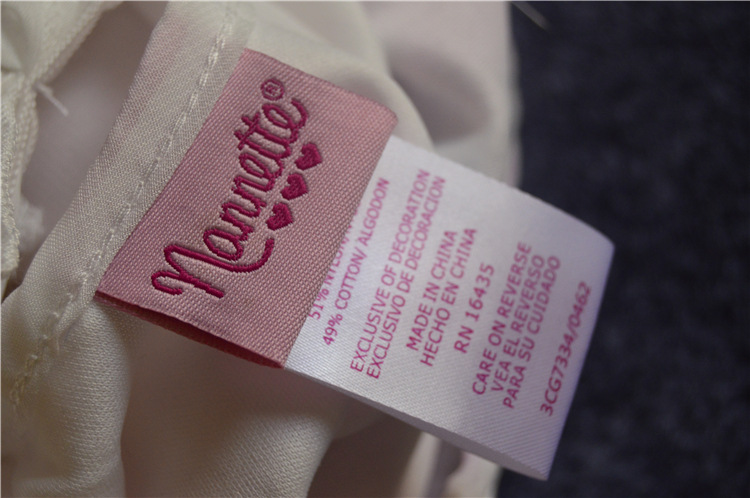 Nannette®
51%
49% COTTON/ ALGODON
EXCLUSIVE OF DECORATION
EXCLUSIVO DE DECORACION
MADE IN CHINA
HECHO EN CHINA
RN 16435
CARE ON REVERSE
VEA EL REVERSO
PARA SU CUIDADO
3CG7334/0462